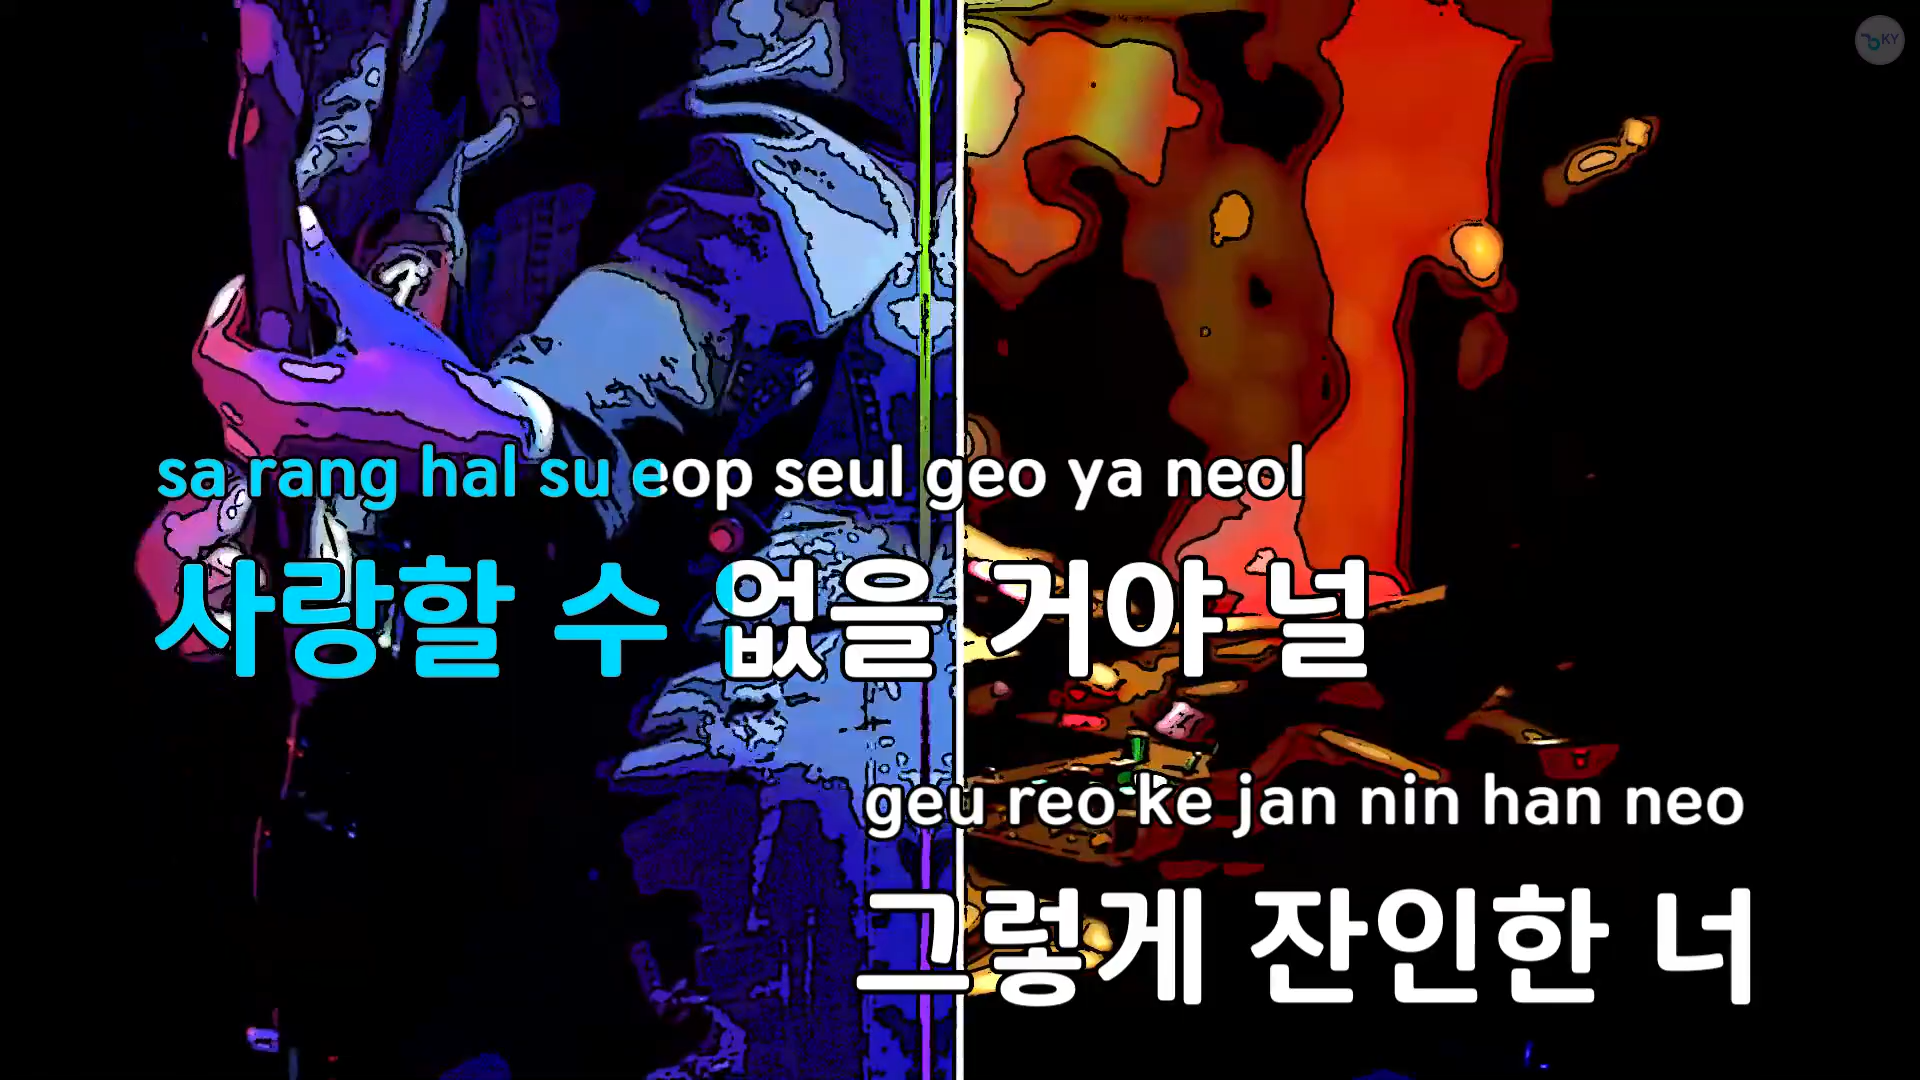 KY
sa rang hal su eop seul geo ya neol
사랑할 수 없을 거야 널
geu reo ke jan nin han neo
그렇게 잔인한 너